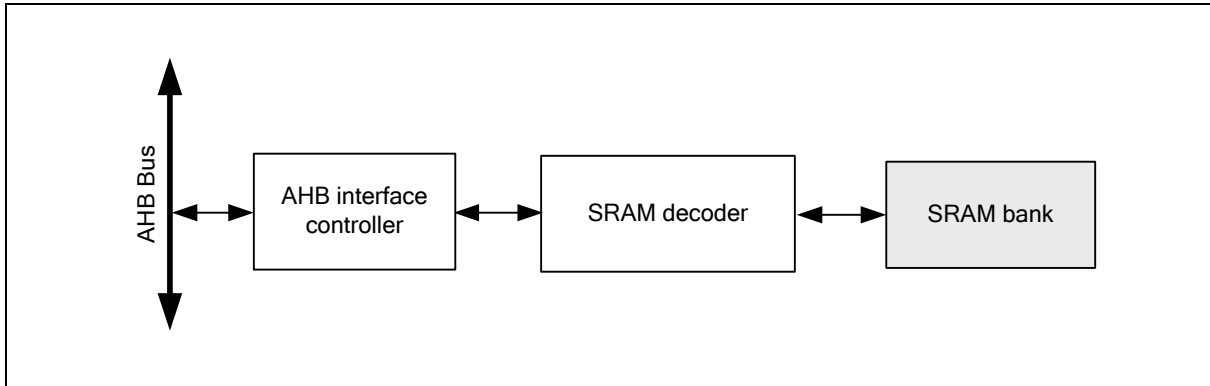 AHB Bus
AHB interface
controller
SRAM decoder
SRAM bank